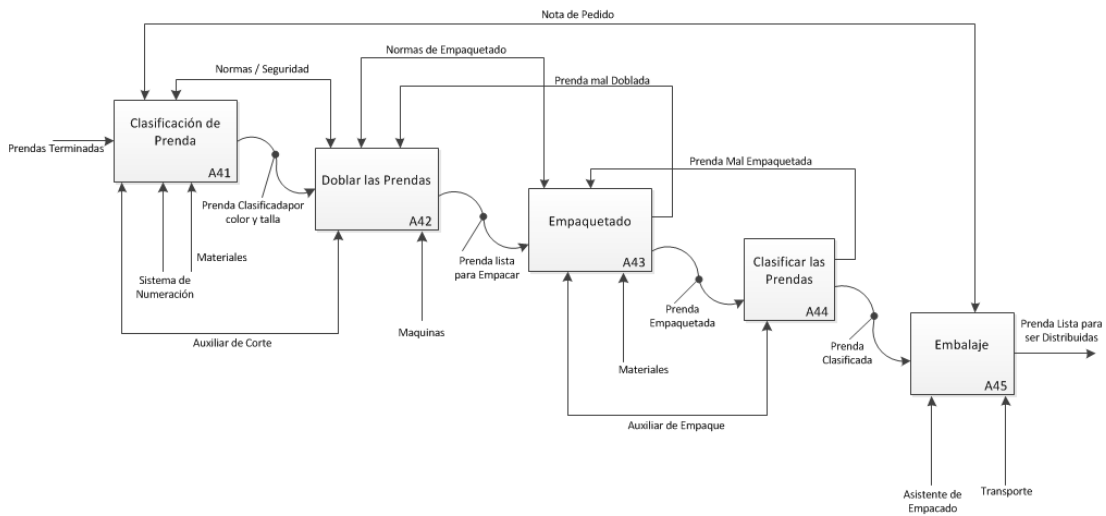 Nota de Pedido
Normas de Empaquetado
Normas / Seguridad
Prenda mal Doblada
Clasificación de
Prenda
A41
Prendas Terminadas
Prenda Mal Empaquetada
Doblar las Prendas
A42
Prenda Clasificadapor
color y talla
Empaquetado
A43
Prenda lista
para Empacar
Materiales
Sistema de
Numeración
Clasificar las
Prendas
A44
Prenda
Empaquetada
Auxiliar de Corte
Maquinas
Prenda
Clasificada
Embalaje
A45
Prenda Lista para
ser Distribuidas
Materiales
Auxiliar de Empaque
Asistente de
Empacado
Transporte